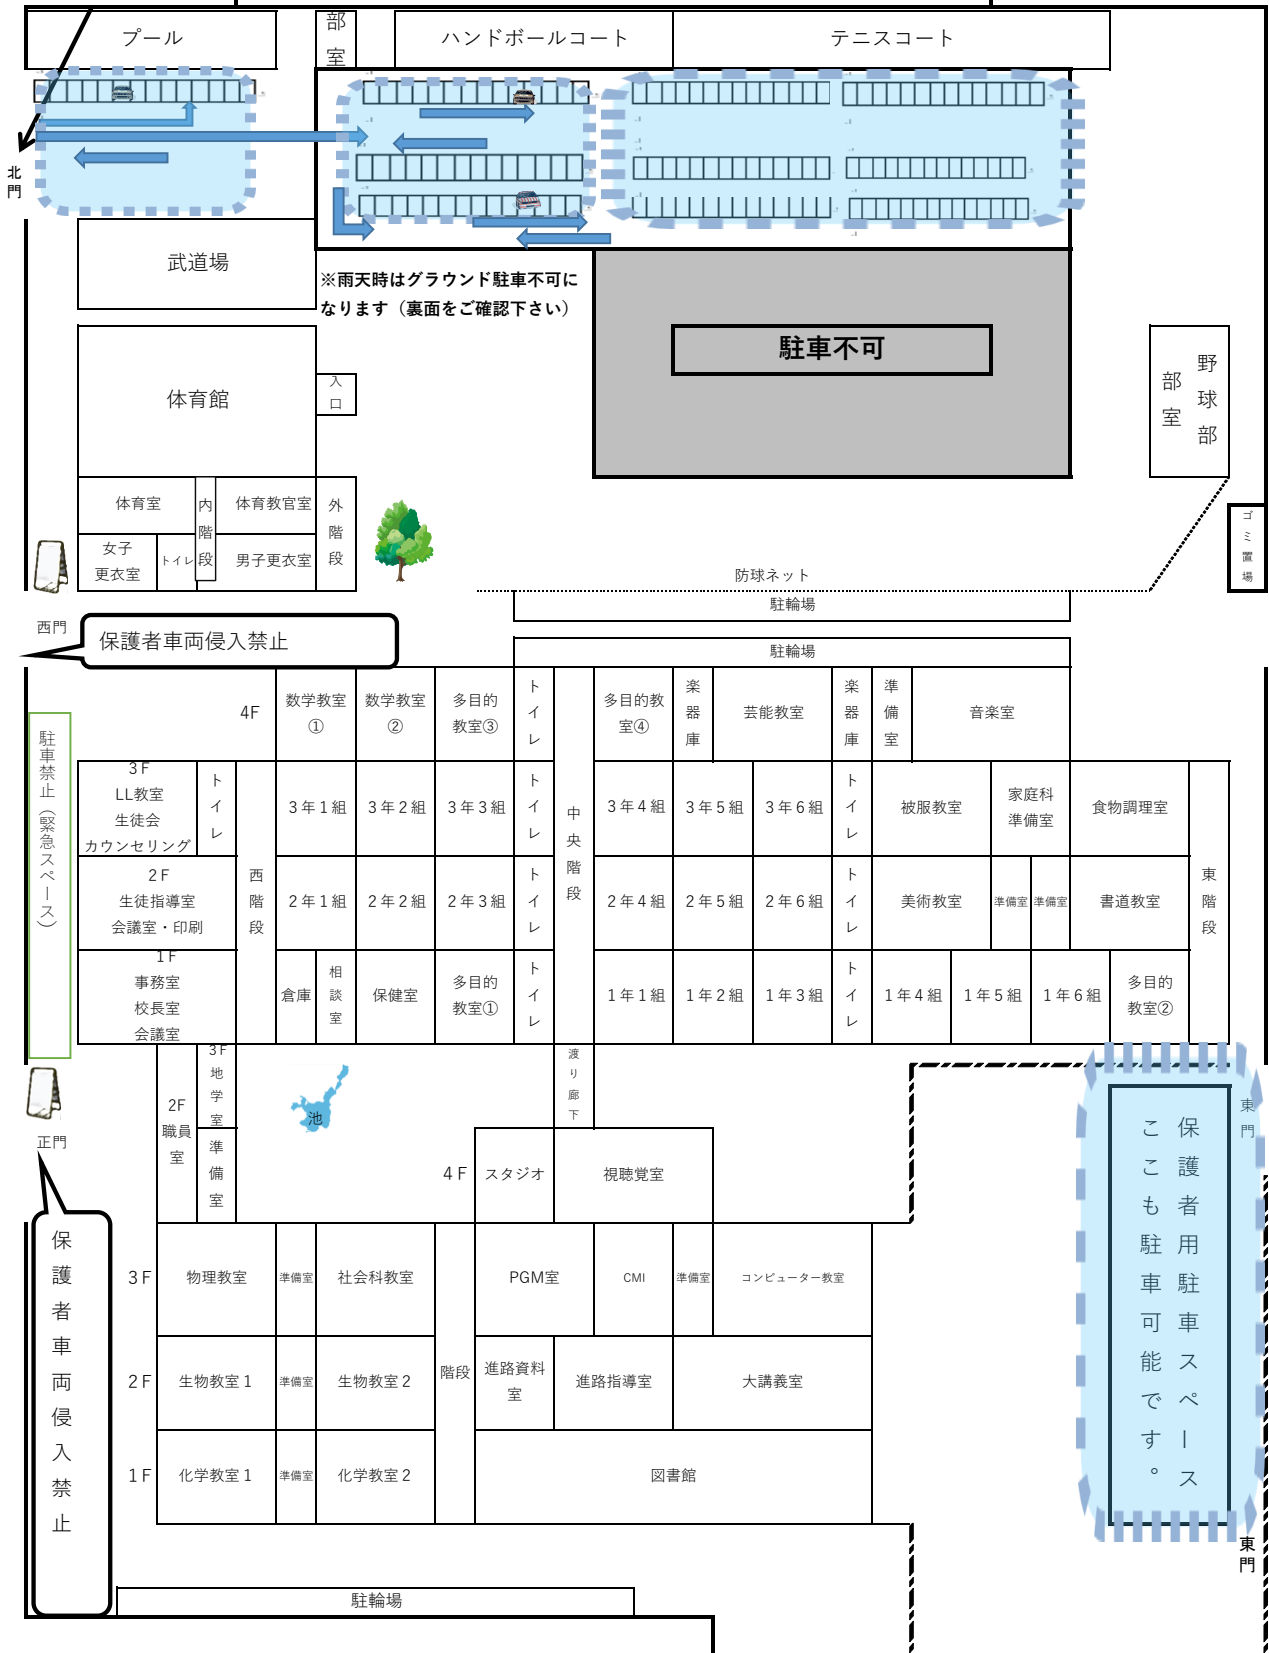 プール
部室
ハンドボールコート
テニスコート
北門
武道場
※雨天時はグラウンド駐車不可に
なります（裏面をご確認下さい）
駐車不可
体育館
入口
野球部
部室
体育室
内階段
体育教官室
外階段
女子
更衣室
トイレ
男子更衣室
ゴミ置場
防球ネット
駐輪場
西門
保護者車両侵入禁止
駐輪場
4F
数学教室
①
数学教室
②
多目的
教室③
トイレ
多目的教
室④
楽器庫
芸能教室
楽器庫
準備室
音楽室
駐車禁止（緊急スペース）
3F
LL教室
生徒会
カウンセリング
トイレ
3年1組
3年2組
3年3組
トイレ
中央階段
3年4組
3年5組
3年6組
トイレ
被服教室
家庭科
準備室
食物調理室
2F
生徒指導室
会議室・印刷
西階段
2年1組
2年2組
2年3組
トイレ
2年4組
2年5組
2年6組
トイレ
美術教室
準備室
準備室
書道教室
東階段
1F
事務室
校長室
会議室
倉庫
相談室
保健室
多目的
教室①
トイレ
1年1組
1年2組
1年3組
トイレ
1年4組
1年5組
1年6組
多目的
教室②
2F
職員室
3F
地学室
準備室
池
渡り廊下
正門
東門
保護者用駐車スペース
ここも駐車可能です。
4F
スタジオ
視聴覚室
保護者車両侵入禁止
3F
物理教室
準備室
社会科教室
階段
PGM室
CMI
準備室
コンピューター教室
2F
生物教室1
準備室
生物教室2
進路資料
室
進路指導室
大講義室
1F
化学教室1
準備室
化学教室2
図書館
東門
駐輪場